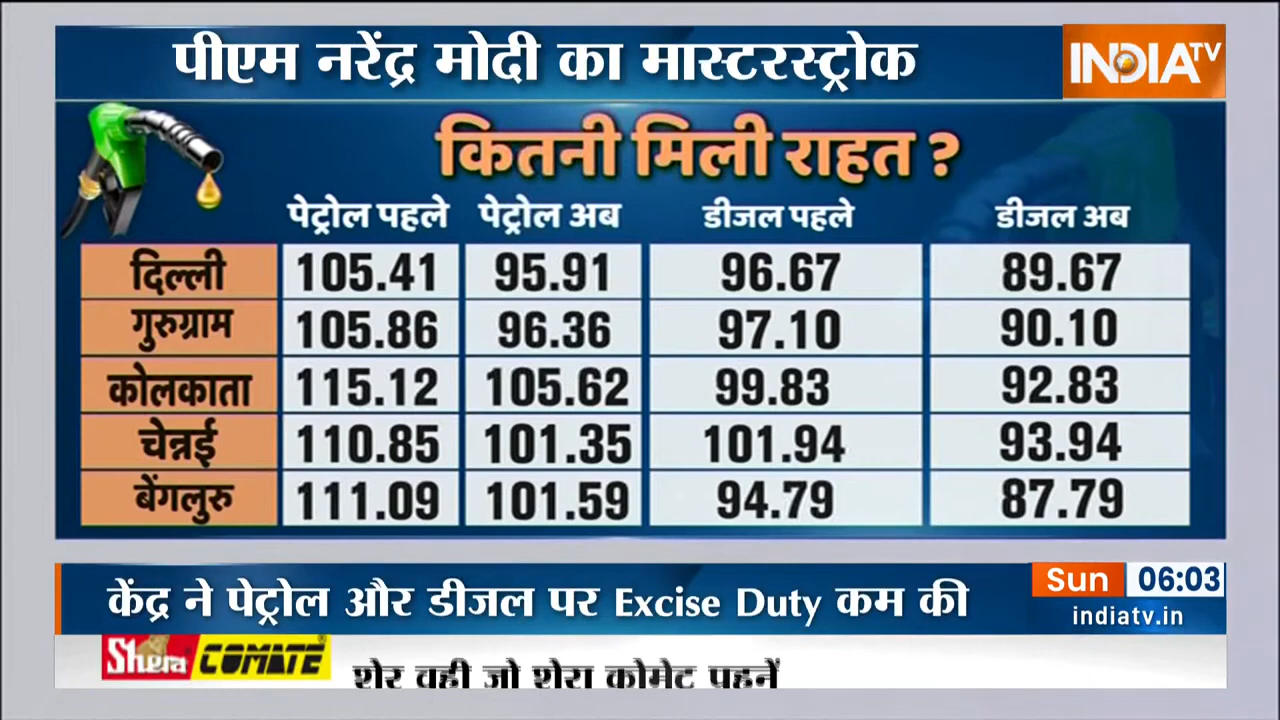 पीएम नरेंद्र मोदी का मास्टरस्ट्रोक
INDIA TV
कितनी मिली राहत ?
पेट्रोल पहले पेट्रोल अब डीजल पहले डीजल अब
दिल्ली 105.41 95.91 96.67 89.67
गुरुग्राम 105.86 96.36 97.10 90.10
कोलकाता 115.12 105.62 99.83 92.83
चेन्नई 110.85 101.35 101.94 93.94
बेंगलुरु 111.09 101.59 94.79 87.79
केंद्र ने पेट्रोल और डीजल पर Excise Duty कम की
Sun 06:03
indiatv.in
Shera COMATE
शेर वही जो शेरा कोमेट पहनें